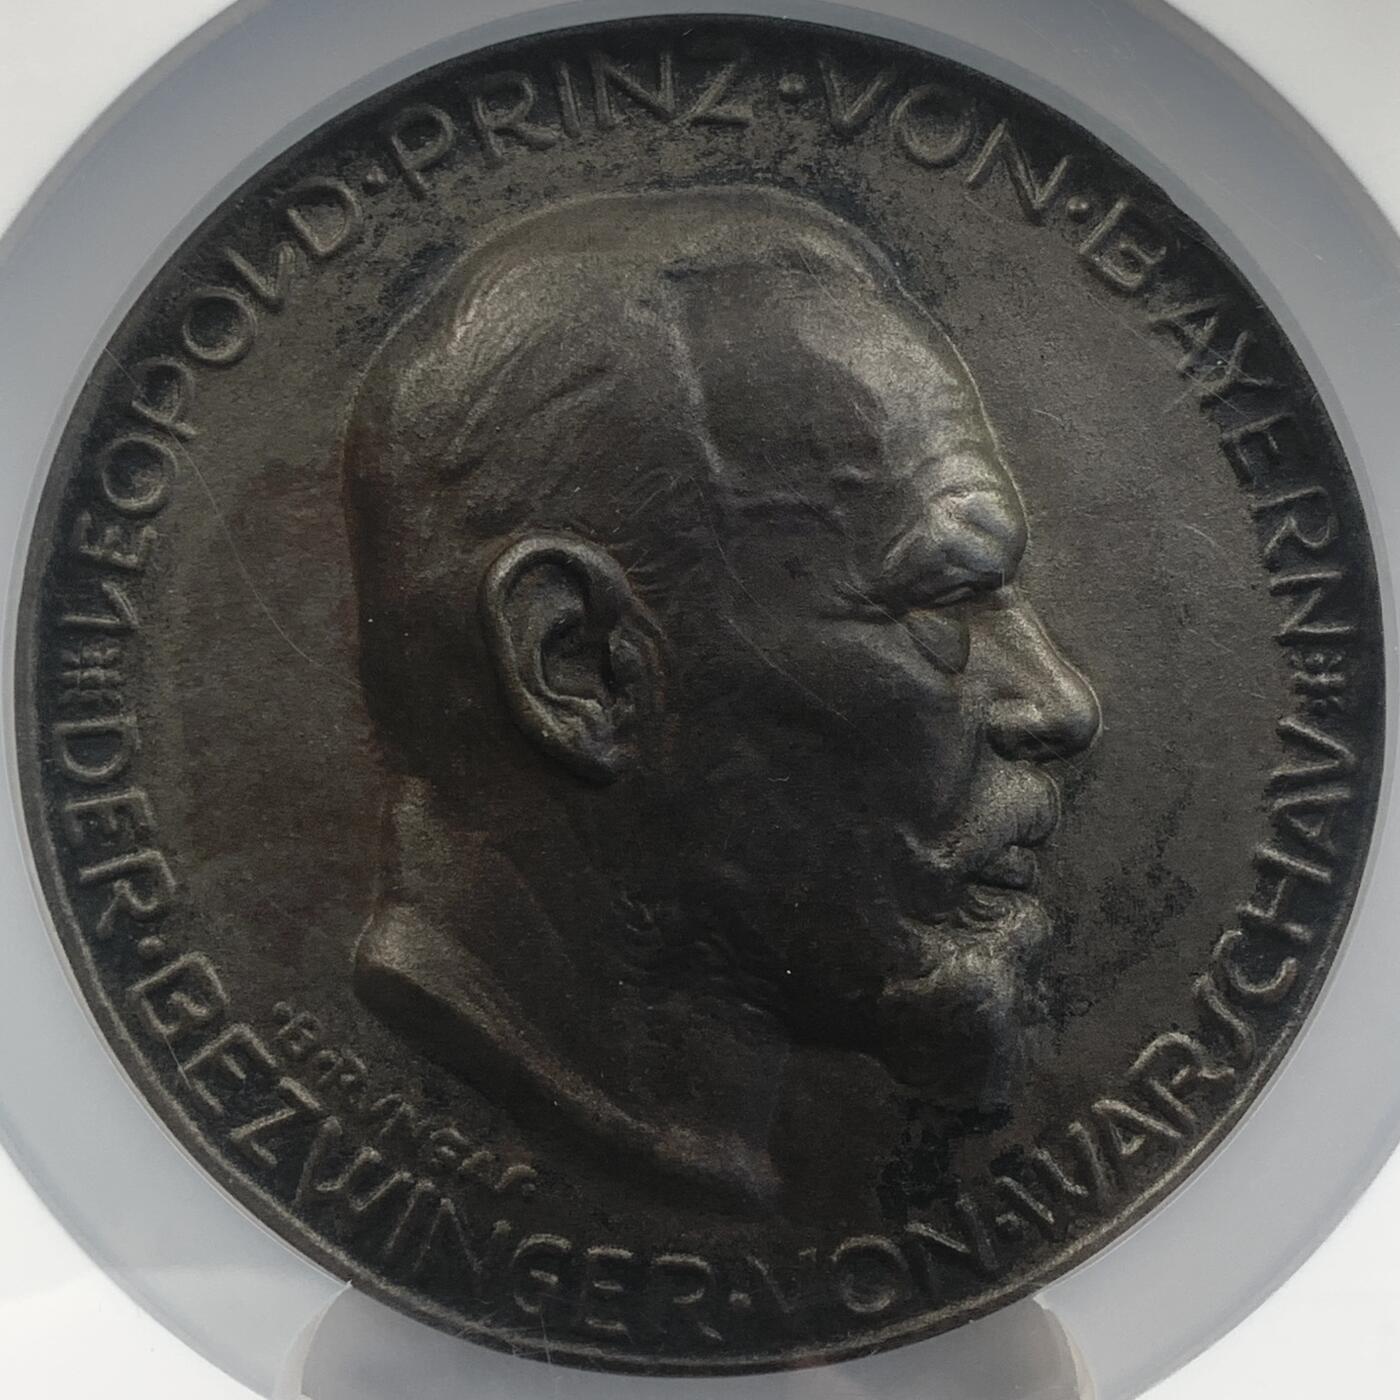 LEOPOLD · PRINZ · VON · BAYERN
DER · BEZWINGER · VON · WARSCHAU